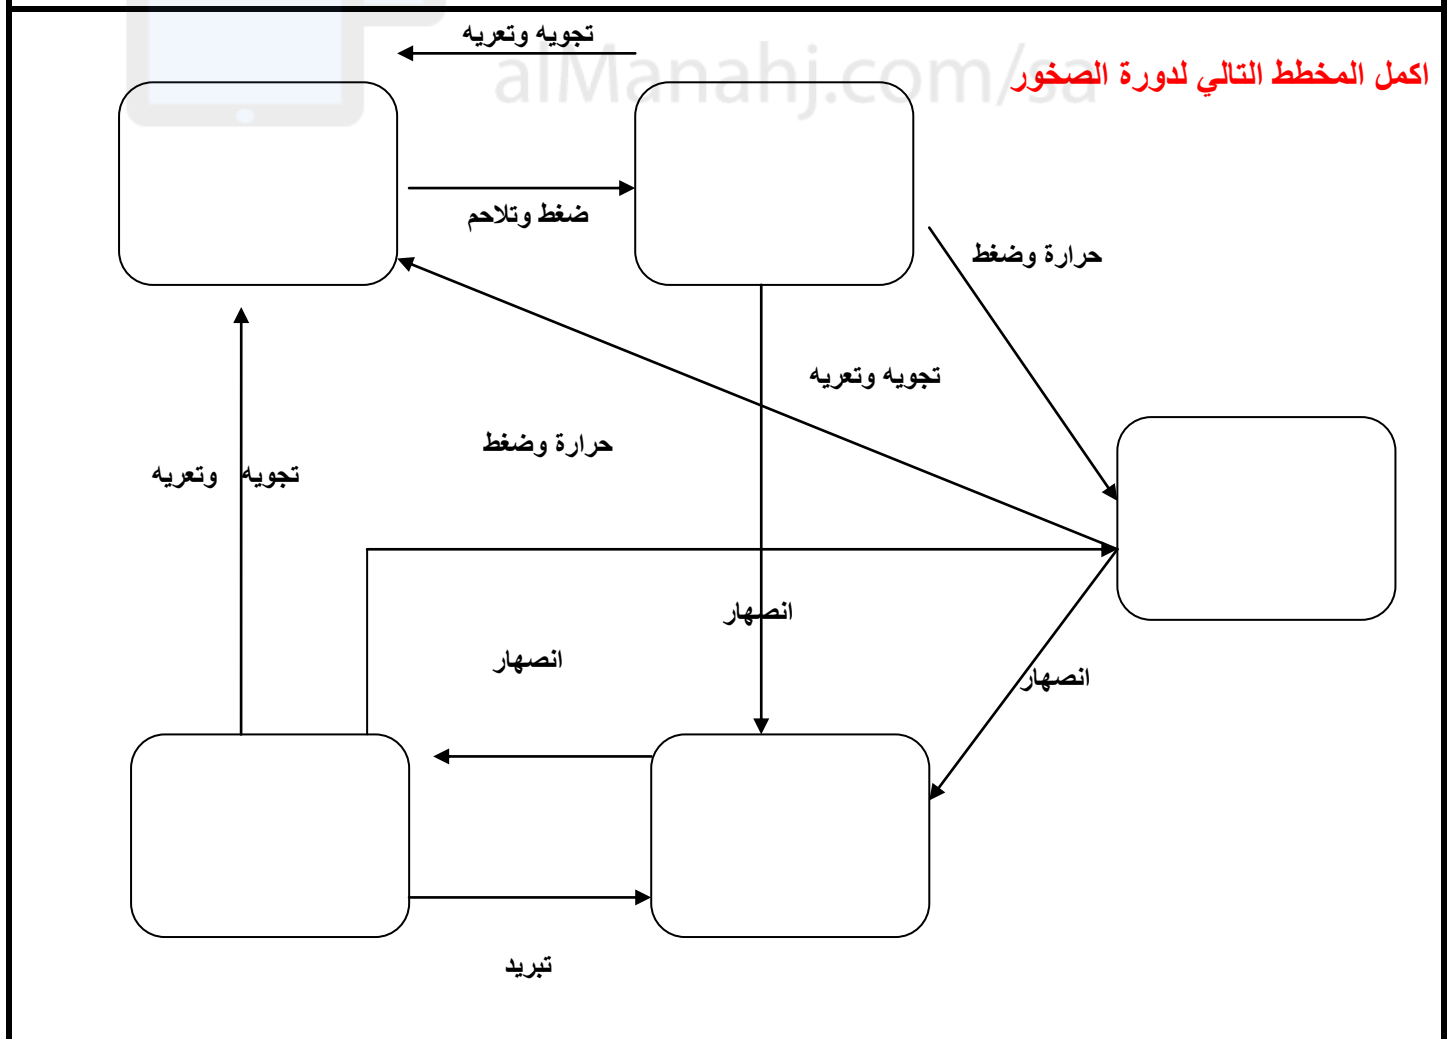 تجويه وتعريه
alManahj.com/sa
اكمل المخطط التالي لدورة الصخور
ضغط وتلاحم
حرارة وضغط
تجويه وتعريه
حرارة وضغط
تجويه وتعريه
انصهار
انصهار
انصهار
تبريد